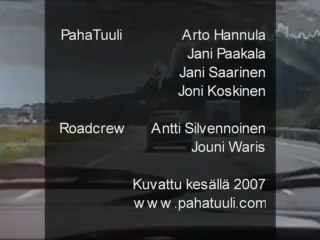 PahaTuuli Arto Hannula
Jani Paakala
Jani Saarinen
Joni Koskinen
Roadcrew Antti Silvennoinen
Jouni Waris
Kuvattu kesällä 2007
www.pahatuuli.com